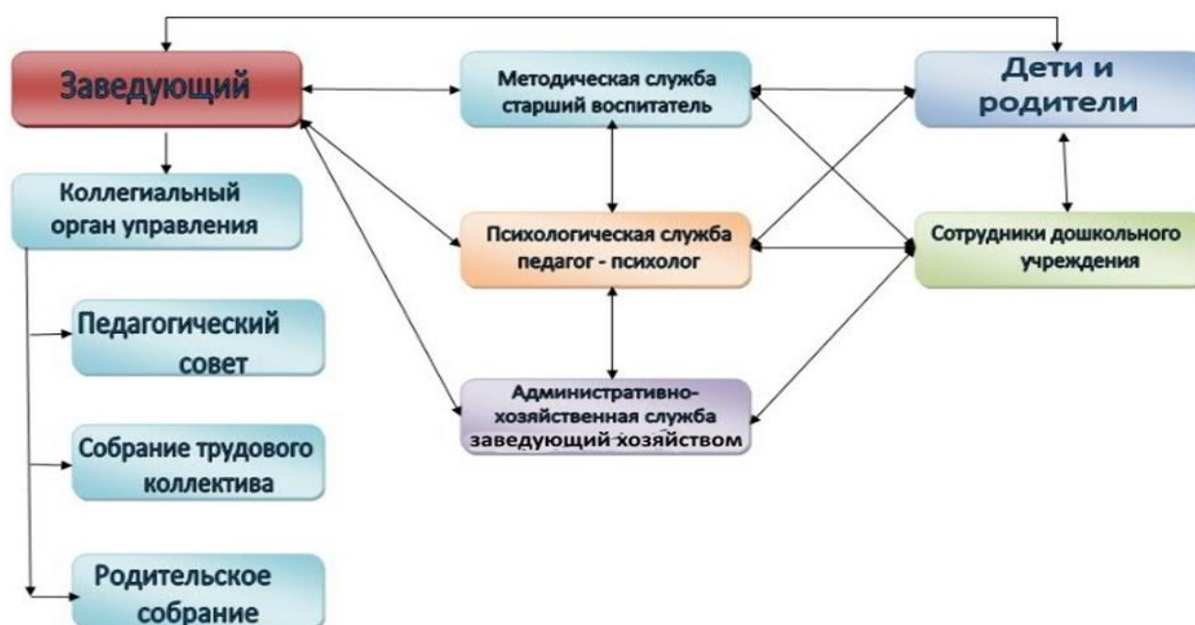 Заведующий
Методическая служба
старший воспитатель
Дети и
родители
Коллегиальный
орган управления
Психологическая служба
педагог - психолог
Сотрудники дошкольного
учреждения
Педагогический
совет
Административно-
хозяйственная служба
заведующий хозяйством
Собрание трудового
коллектива
Родительское
собрание